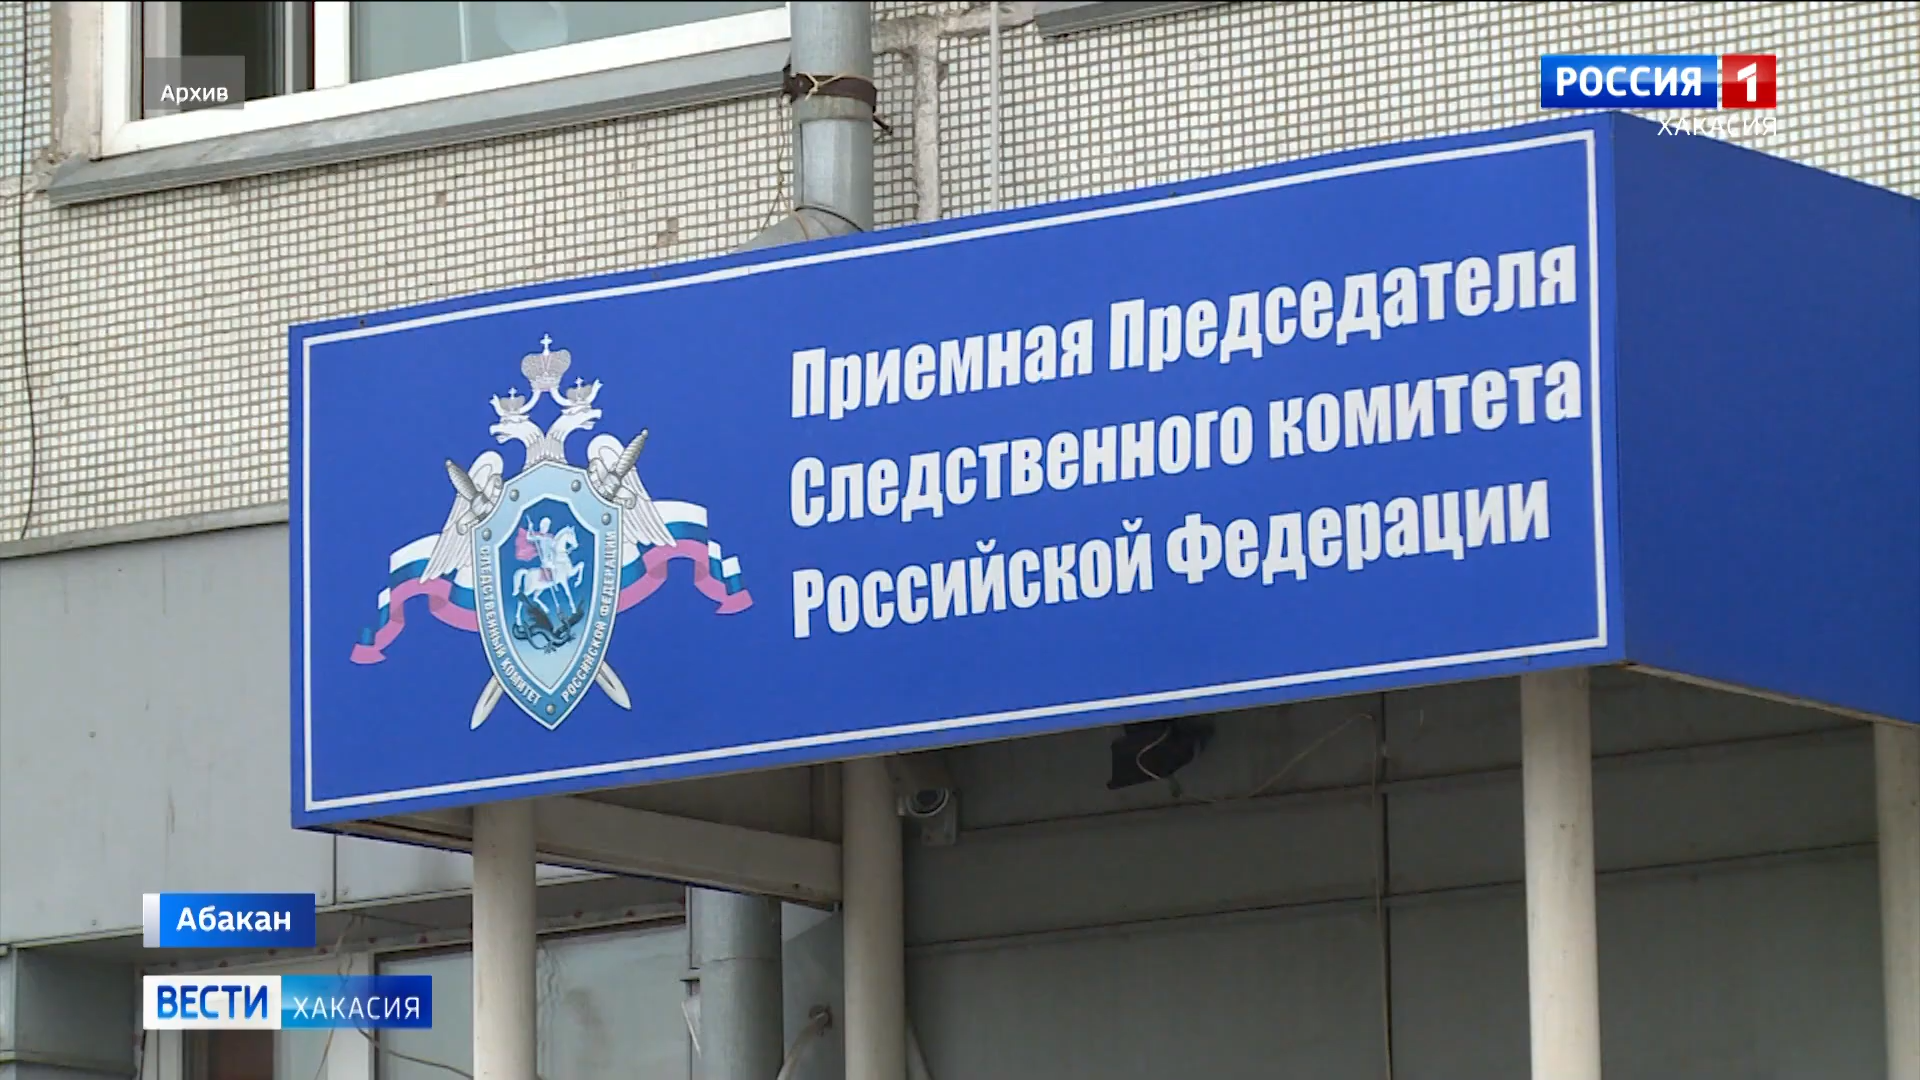 Архив
РОССИЯ 1
ХАКАСИЯ
Приемная Председателя
Следственного комитета
Российской Федерации
СЛЕДСТВЕННЫЙ КОМИТЕТ
РОССИЙСКОЙ ФЕДЕРАЦИИ
Абакан
ВЕСТИ ХАКАСИЯ